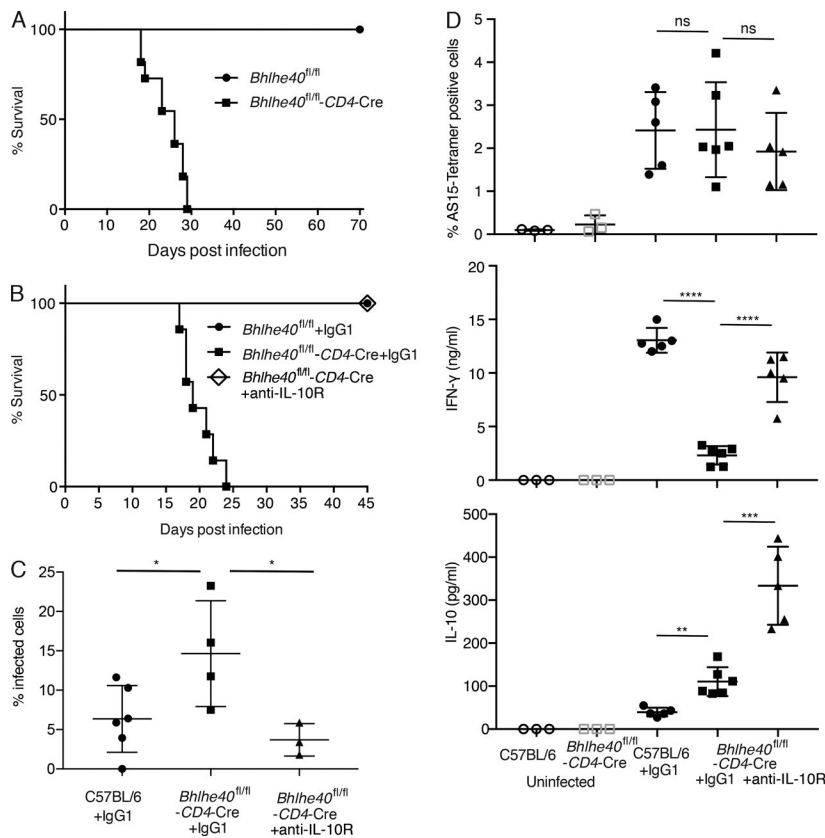 A
100
50
0
% Survival
0 10 20 30 40 50 60 70
Days post infection
Bhlhe40fl/fl
Bhlhe40fl/fl-CD4-Cre
B
100
50
0
% Survival
0 5 10 15 20 25 30 35 40 45
Days post infection
Bhlhe40fl/fl+IgG1
Bhlhe40fl/fl-CD4-Cre+IgG1
Bhlhe40fl/fl-CD4-Cre
+anti-IL-10R
C
25
20
15
10
5
0
% infected cells
* *
C57BL/6
+IgG1
Bhlhe40fl/fl
-CD4-Cre
+IgG1
Bhlhe40fl/fl
-CD4-Cre
+anti-IL-10R
D
5
4
3
2
1
0
% AS15-Tetramer positive cells
ns ns
20
15
10
5
0
IFN-γ (ng/ml)
**** ****
500
400
300
200
100
0
IL-10 (pg/ml)
** ***
C57BL/6
Bhlhe40fl/fl
-CD4-Cre
Uninfected
C57BL/6
+IgG1
Bhlhe40fl/fl
-CD4-Cre
+IgG1 +anti-IL-10R